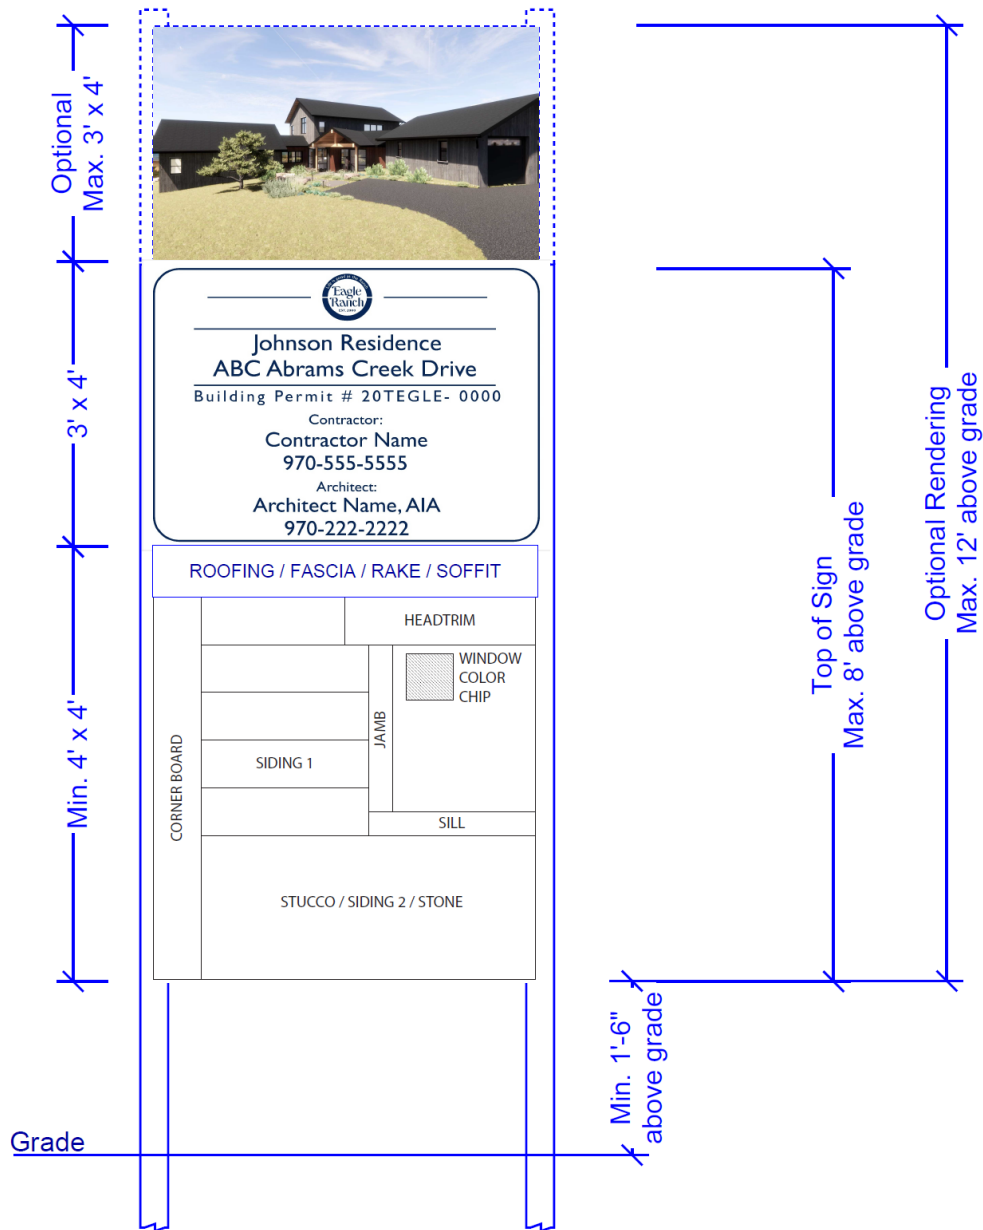 Optional
Max. 3' x 4'
Eagle
Ranch
Johnson Residence
ABC Abrams Creek Drive
Building Permit # 20TEGLE- 0000
Contractor:
Contractor Name
970-555-5555
Architect:
Architect Name, AIA
970-222-2222
3' x 4'
ROOFING / FASCIA / RAKE / SOFFIT
HEADTRIM
WINDOW
COLOR
CHIP
JAMB
SIDING 1
CORNER BOARD
SILL
STUCCO / SIDING 2 / STONE
Min. 4' x 4'
Top of Sign
Max. 8' above grade
Optional Rendering
Max. 12' above grade
Min. 1'-6"
above grade
Grade